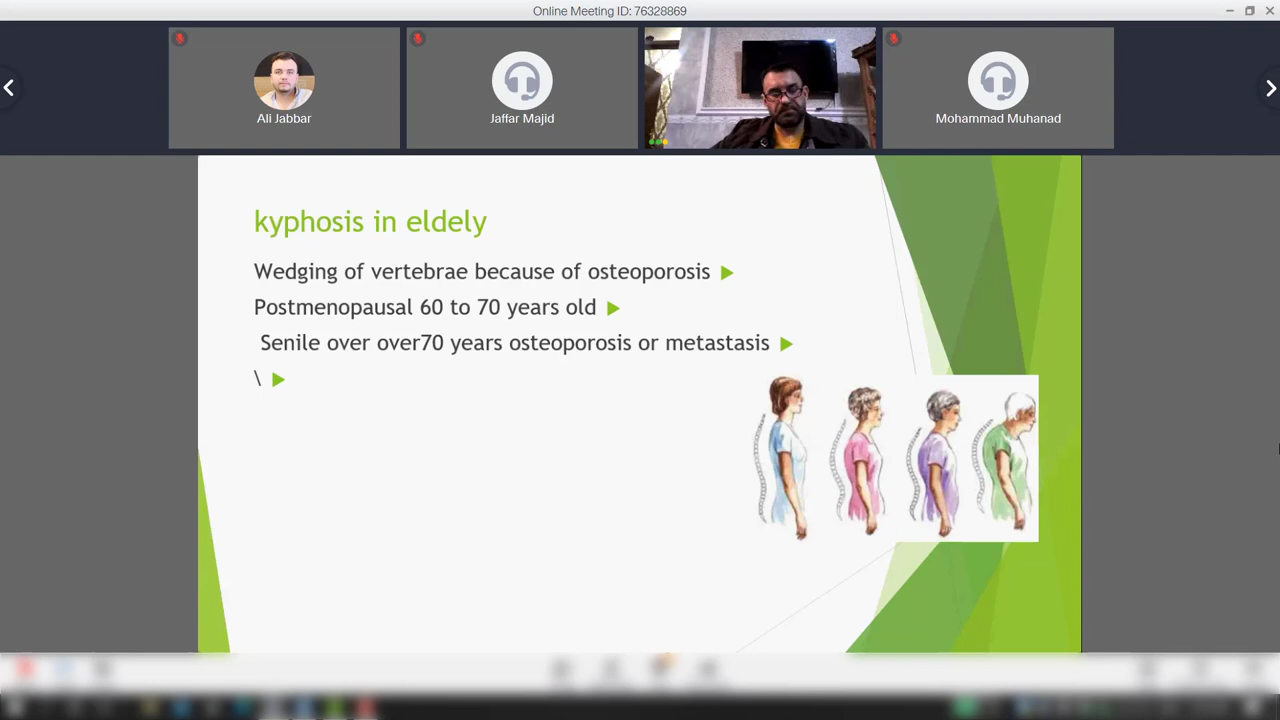 Online Meeting ID: 76328869
Ali Jabbar
Jaffar Majid
Mohammad Muhanad
kyphosis in eldely
Wedging of vertebrae because of osteoporosis
Postmenopausal 60 to 70 years old
Senile over over70 years osteoporosis or metastasis
\